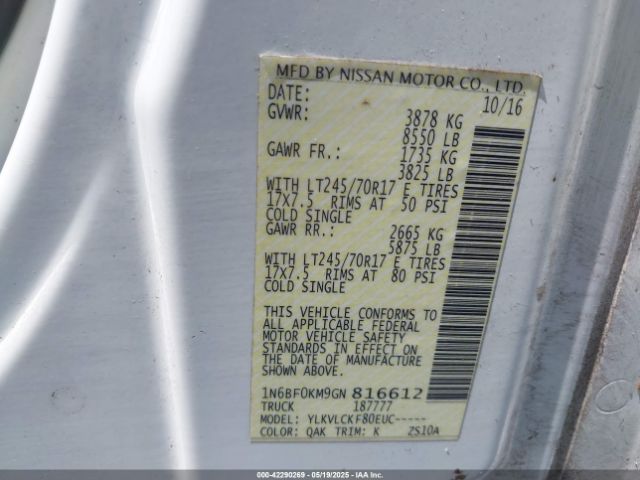 MFD BY NISSAN MOTOR CO., LTD.
DATE: 10/16
GVWR: 3878 KG
8550 LB
GAWR FR.: 1735 KG
3825 LB
WITH LT245/70R17 E TIRES
17X7.5 RIMS AT 50 PSI
COLD SINGLE
GAWR RR.: 2665 KG
5875 LB
WITH LT245/70R17 E TIRES
17X7.5 RIMS AT 80 PSI
COLD SINGLE
THIS VEHICLE CONFORMS TO
ALL APPLICABLE FEDERAL
MOTOR VEHICLE SAFETY
STANDARDS IN EFFECT ON
THE DATE OF MANUFACTURE
SHOWN ABOVE.
1N6BF0KM9GN 816612
TRUCK 187777
MODEL: YLKVLCKF80EUC-----
COLOR: QAK TRIM: K ZS10A
000-42290269 - 05/19/2025 - IAAI.COM